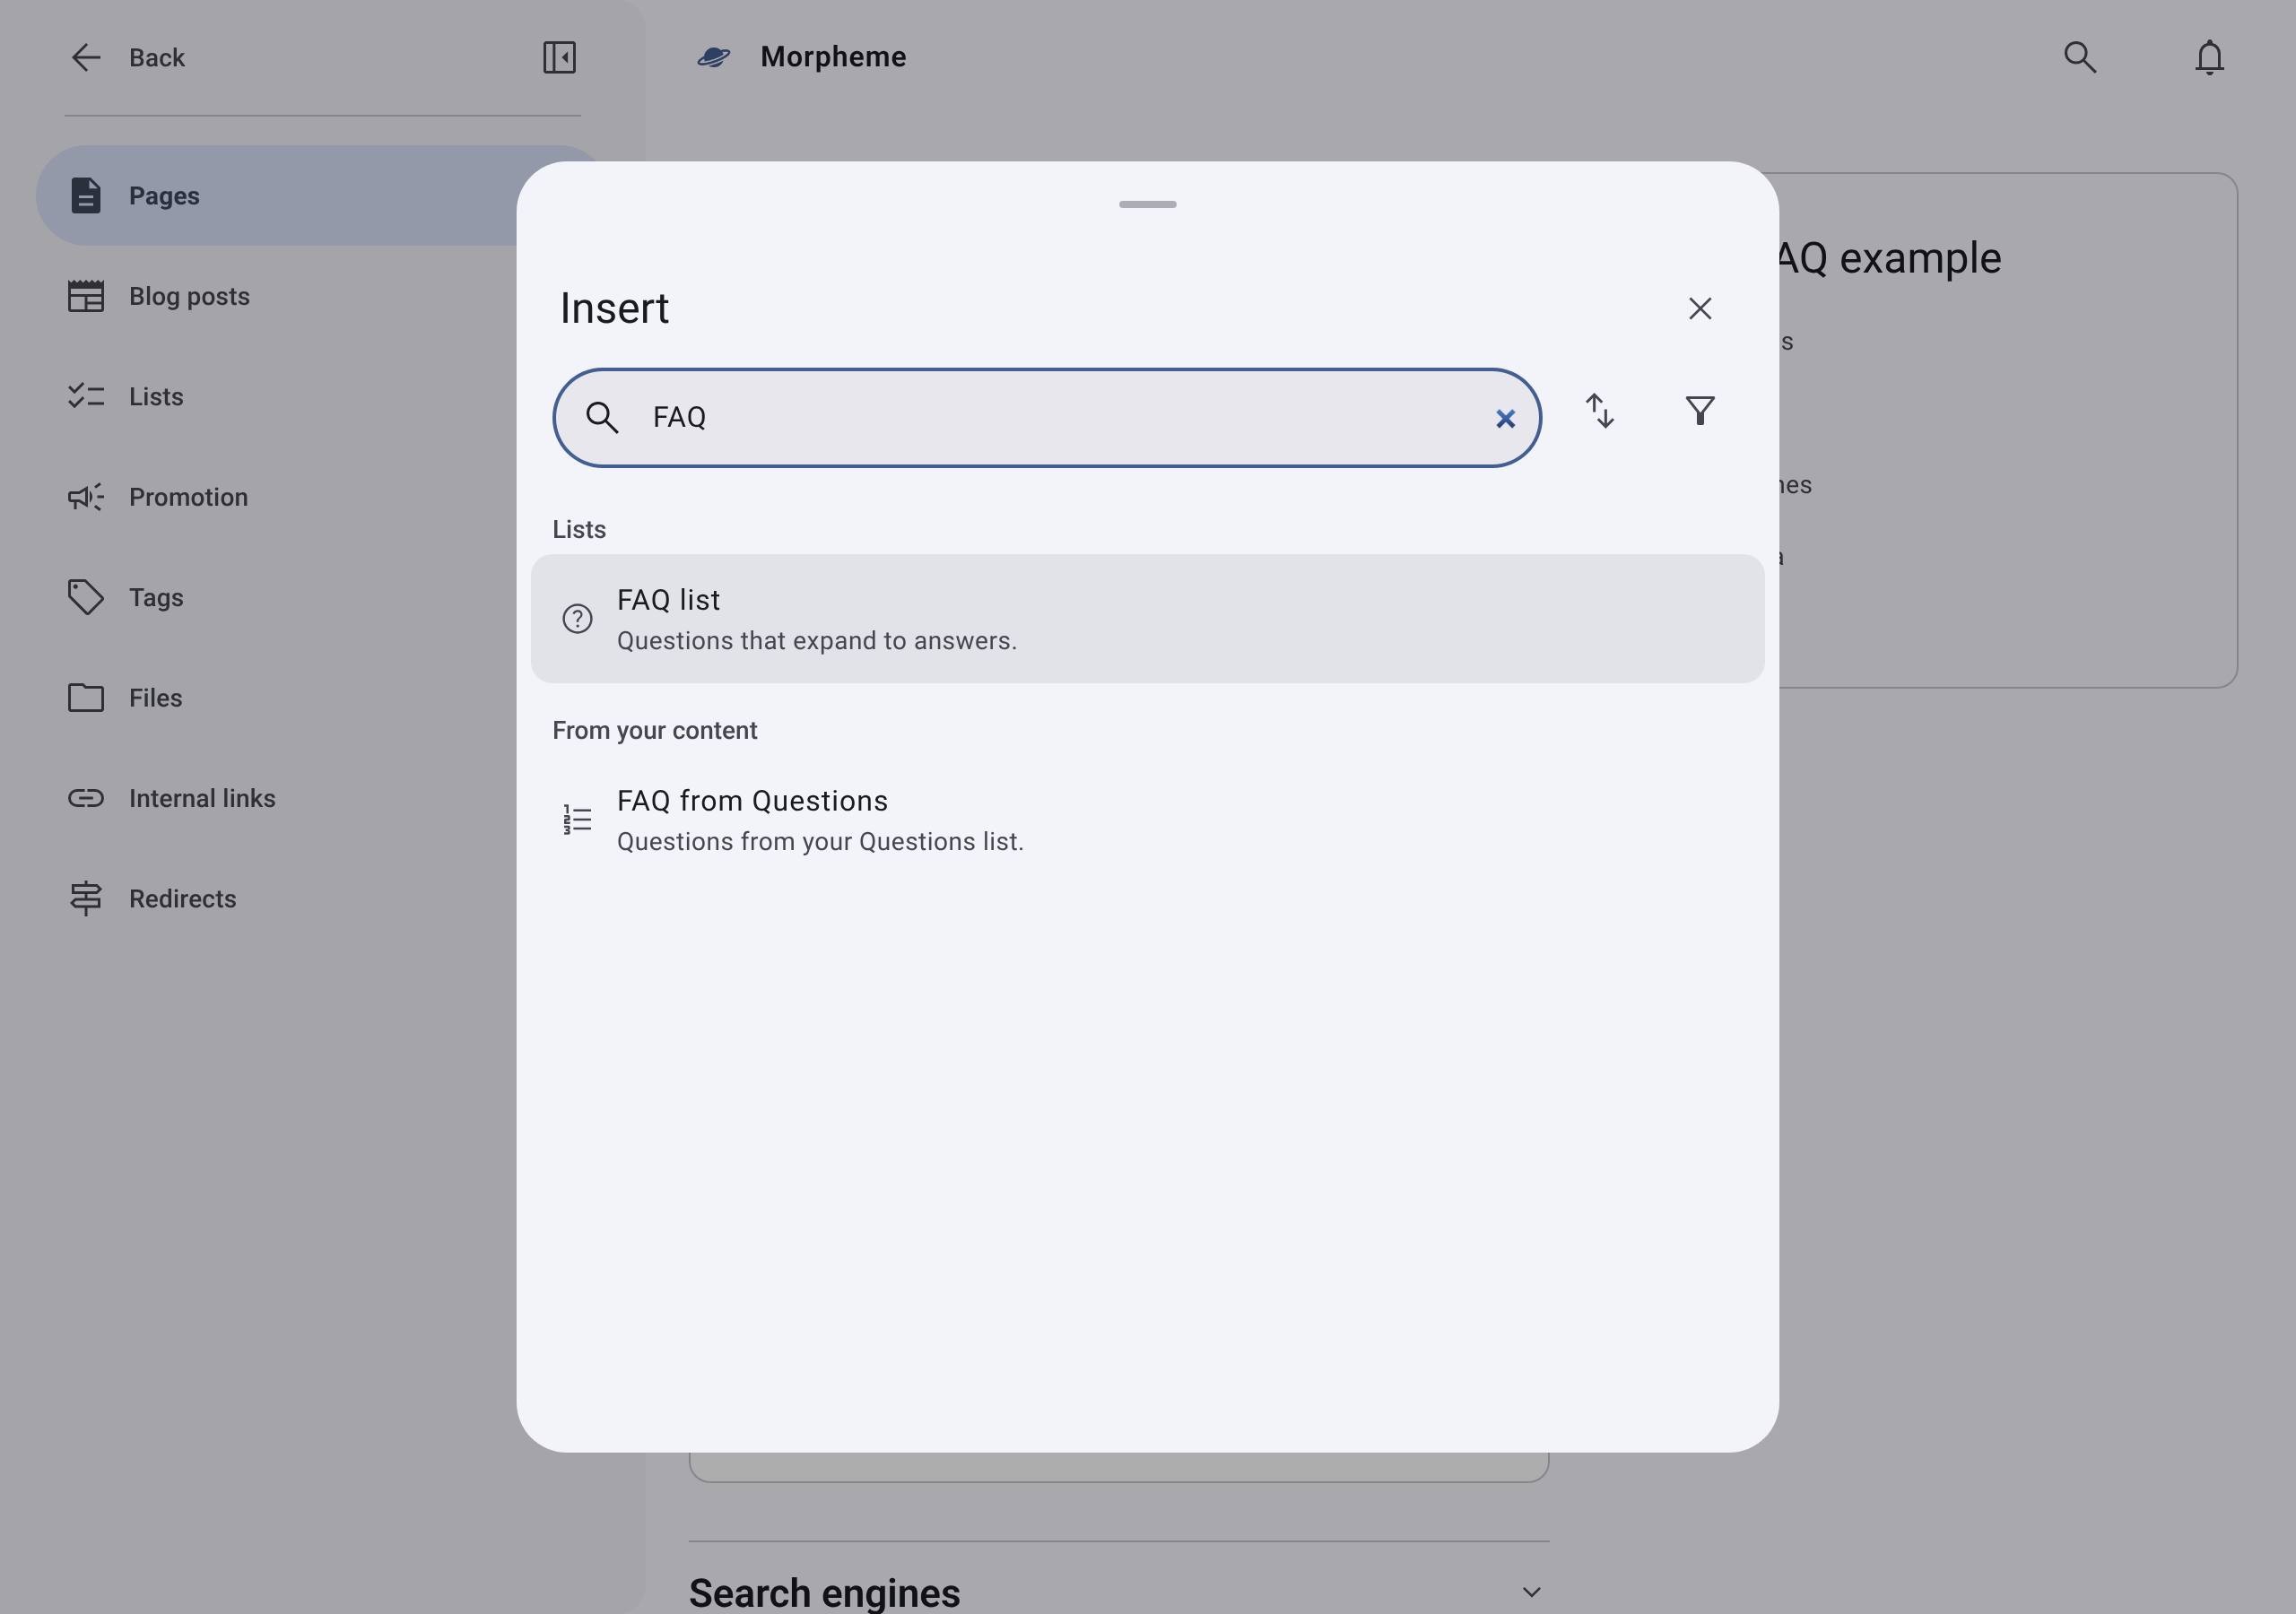 Back
Morpheme
Pages
Blog posts
Lists
Promotion
Tags
Files
Internal links
Redirects
Insert
FAQ
Lists
FAQ list
Questions that expand to answers.
From your content
FAQ from Questions
Questions from your Questions list.
AQ example
Search engines